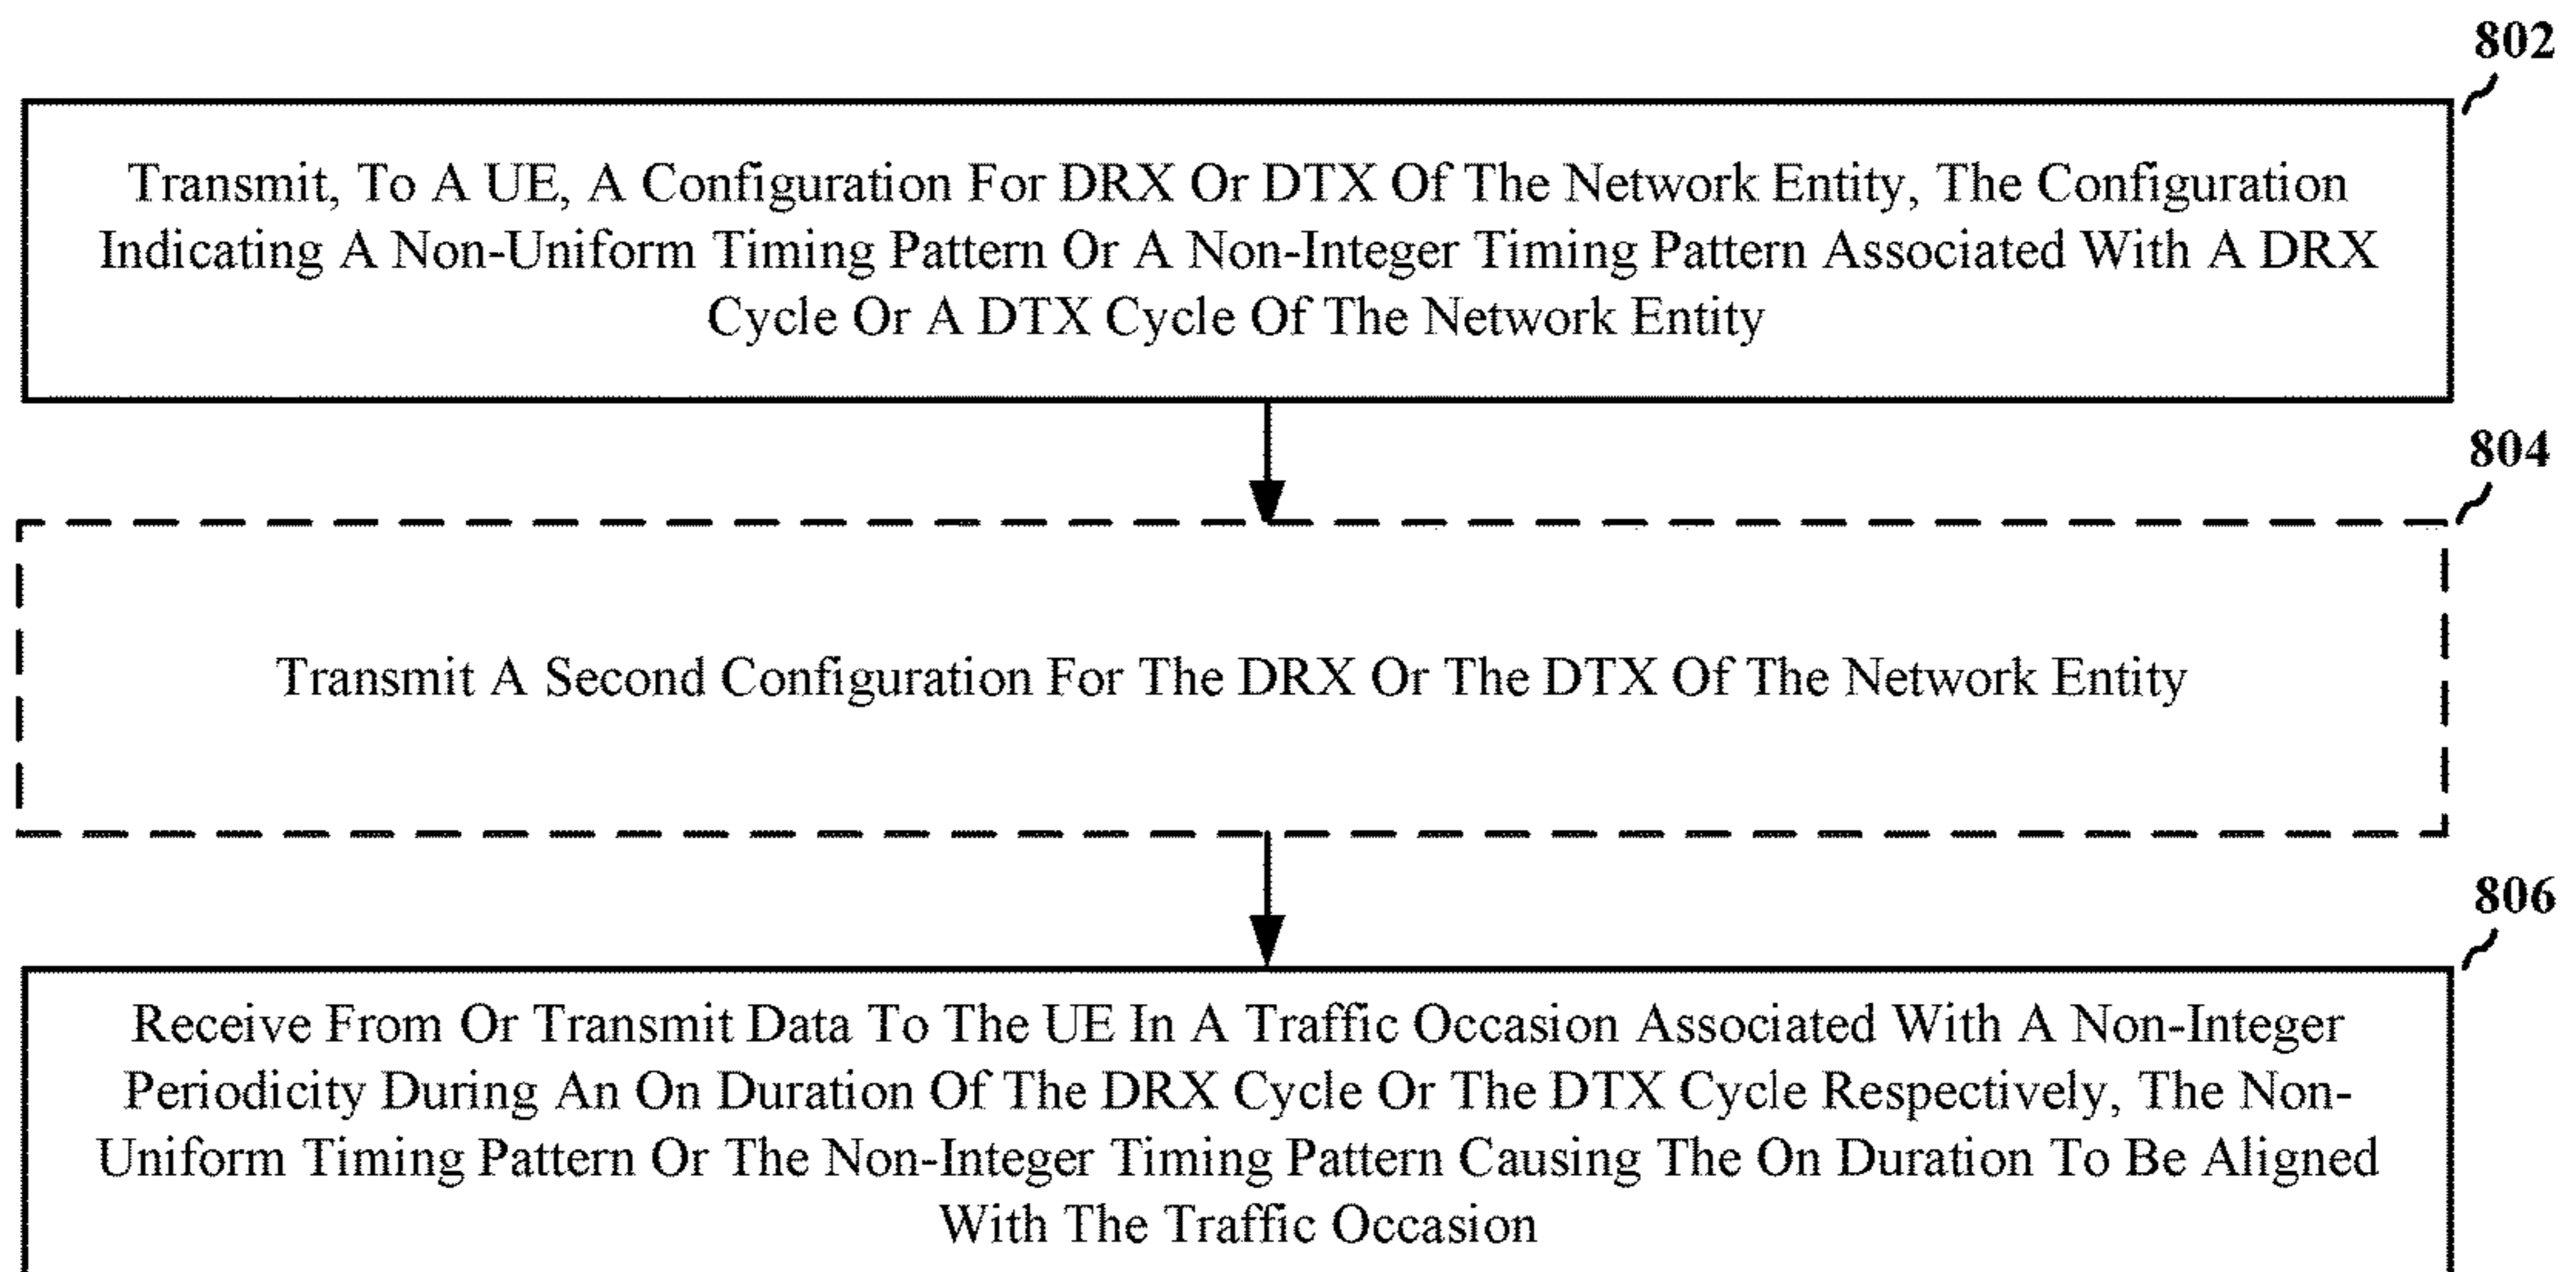 802
Transmit, To A UE, A Configuration For DRX Or DTX Of The Network Entity, The Configuration
Indicating A Non-Uniform Timing Pattern Or A Non-Integer Timing Pattern Associated With A DRX
Cycle Or A DTX Cycle Of The Network Entity
804
Transmit A Second Configuration For The DRX Or The DTX Of The Network Entity
806
Receive From Or Transmit Data To The UE In A Traffic Occasion Associated With A Non-Integer
Periodicity During An On Duration Of The DRX Cycle Or The DTX Cycle Respectively, The Non-
Uniform Timing Pattern Or The Non-Integer Timing Pattern Causing The On Duration To Be Aligned
With The Traffic Occasion